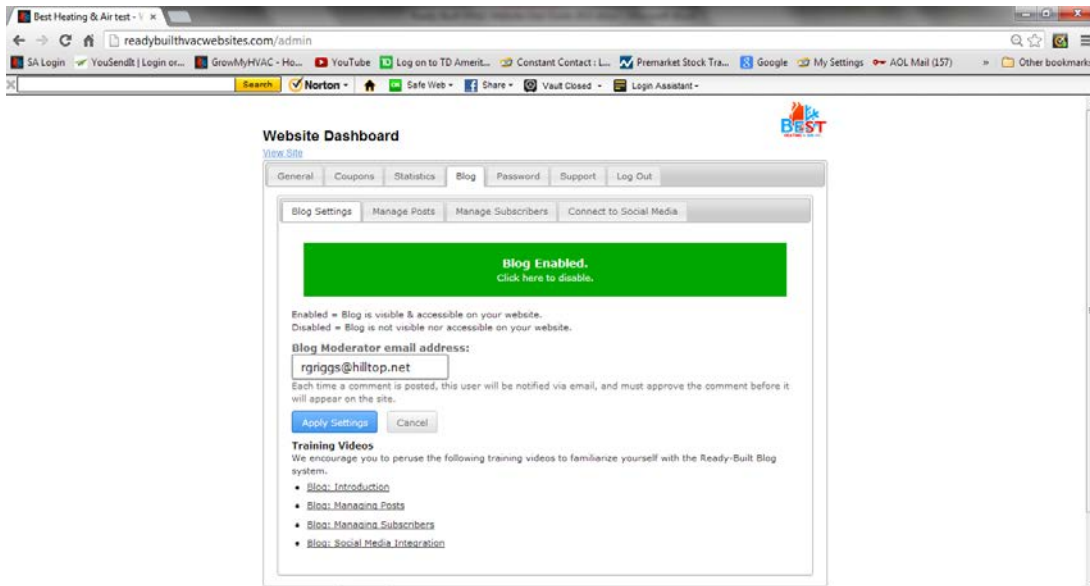 Best Heating & Air test - V ×
readybuilthvacwebsites.com/admin
SA Login YouSendIt | Login or... GrowMyHVAC - Ho... YouTube Log on to TD Amerit... Constant Contact : L... Premarket Stock Tra... Google My Settings AOL Mail (157) » Other bookmarks
Search Norton - OK Safe Web - Share - Vault Closed - Login Assistant -
BEST
Website Dashboard
View Site
General Coupons Statistics Blog Password Support Log Out
Blog Settings Manage Posts Manage Subscribers Connect to Social Media
Blog Enabled.
Click here to disable.
Enabled = Blog is visible & accessible on your website.
Disabled = Blog is not visible nor accessible on your website.
Blog Moderator email address:
rgriggs@hilltop.net
Each time a comment is posted, this user will be notified via email, and must approve the comment before it
will appear on the site.
Apply Settings Cancel
Training Videos
We encourage you to peruse the following training videos to familiarize yourself with the Ready-Built Blog
system.
• Blog: Introduction
• Blog: Managing Posts
• Blog: Managing Subscribers
• Blog: Social Media Integration